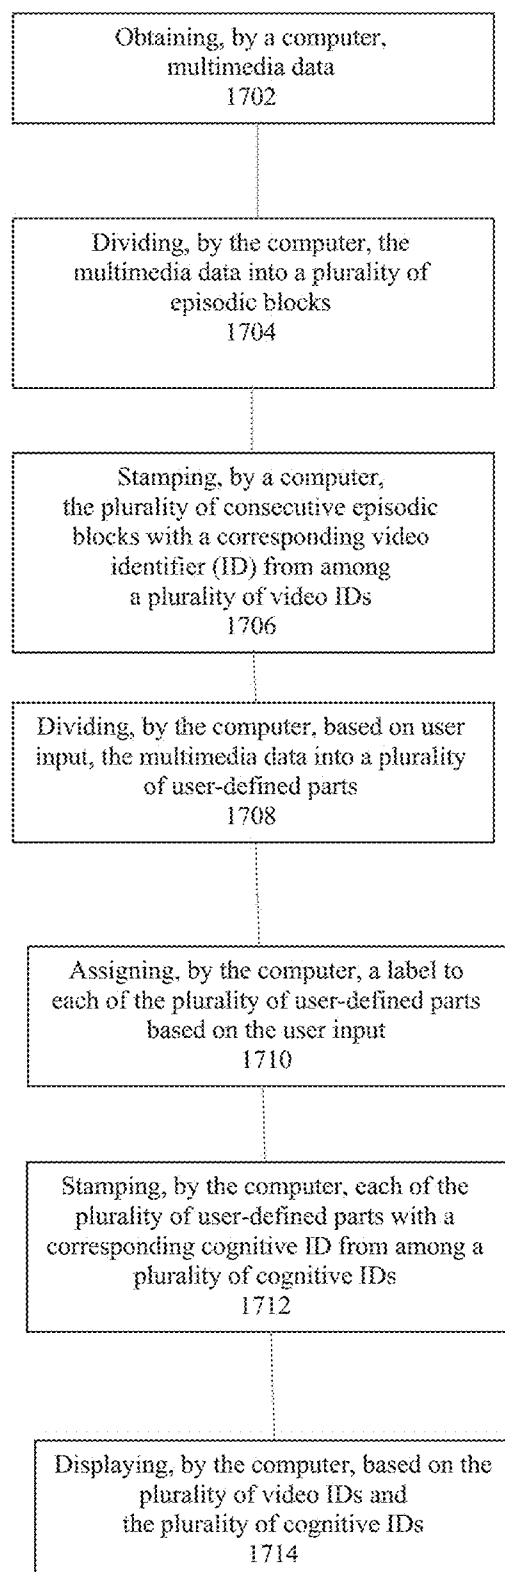 Obtaining, by a computer,
multimedia data
1702
Dividing, by the computer, the
multimedia data into a plurality of
episodic blocks
1704
Stamping, by a computer,
the plurality of consecutive episodic
blocks with a corresponding video
identifier (ID) from among
a plurality of video IDs
1706
Dividing, by the computer, based on user
input, the multimedia data into a plurality
of user-defined parts
1708
Assigning, by the computer, a label to
each of the plurality of user-defined parts
based on the user input
1710
Stamping, by the computer, each of the
plurality of user-defined parts with a
corresponding cognitive ID from among a
plurality of cognitive IDs
1712
Displaying, by the computer, based on the
plurality of video IDs and
the plurality of cognitive IDs
1714